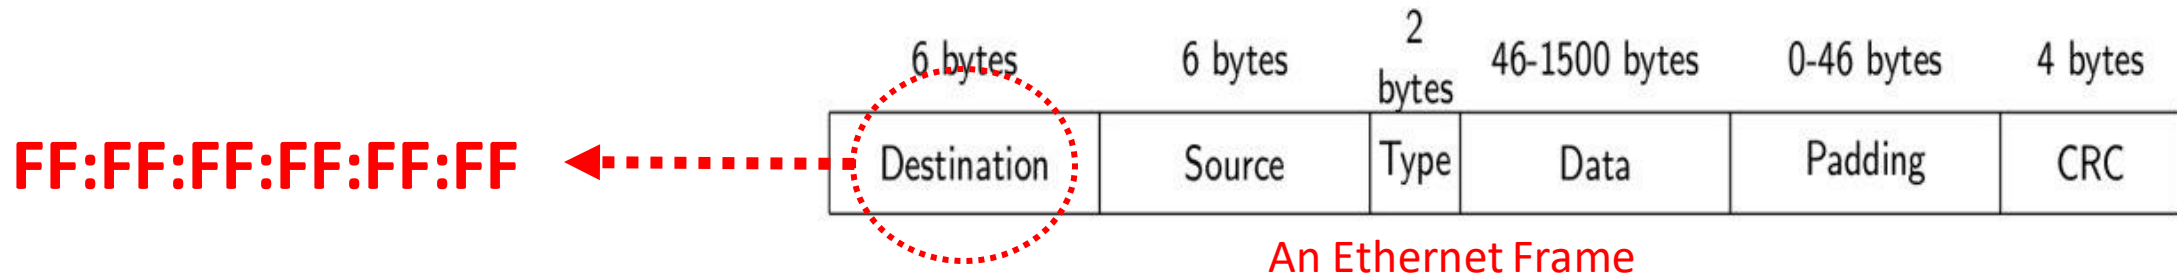 6 bytes 6 bytes 2 bytes 46-1500 bytes 0-46 bytes 4 bytes
FF:FF:FF:FF:FF:FF Destination Source Type Data Padding CRC
An Ethernet Frame